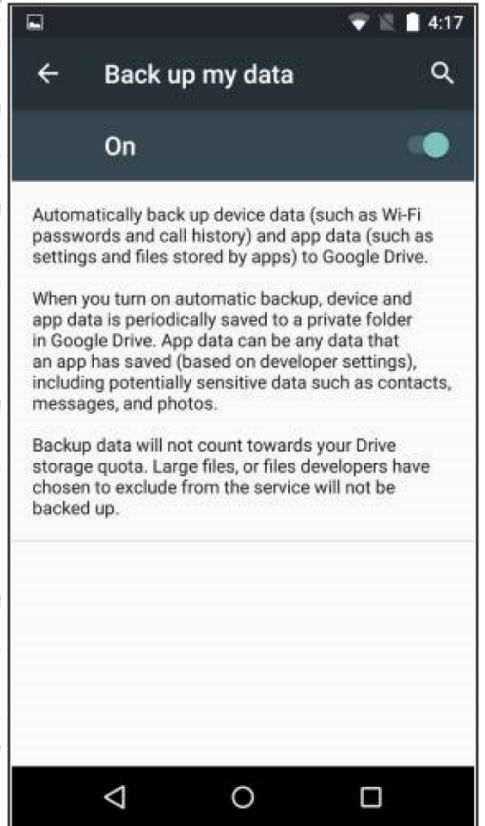 4:17
Back up my data
On
Automatically back up device data (such as Wi-Fi
passwords and call history) and app data (such as
settings and files stored by apps) to Google Drive.
When you turn on automatic backup, device and
app data is periodically saved to a private folder
in Google Drive. App data can be any data that
an app has saved (based on developer settings),
including potentially sensitive data such as contacts,
messages, and photos.
Backup data will not count towards your Drive
storage quota. Large files, or files developers have
chosen to exclude from the service will not be
backed up.